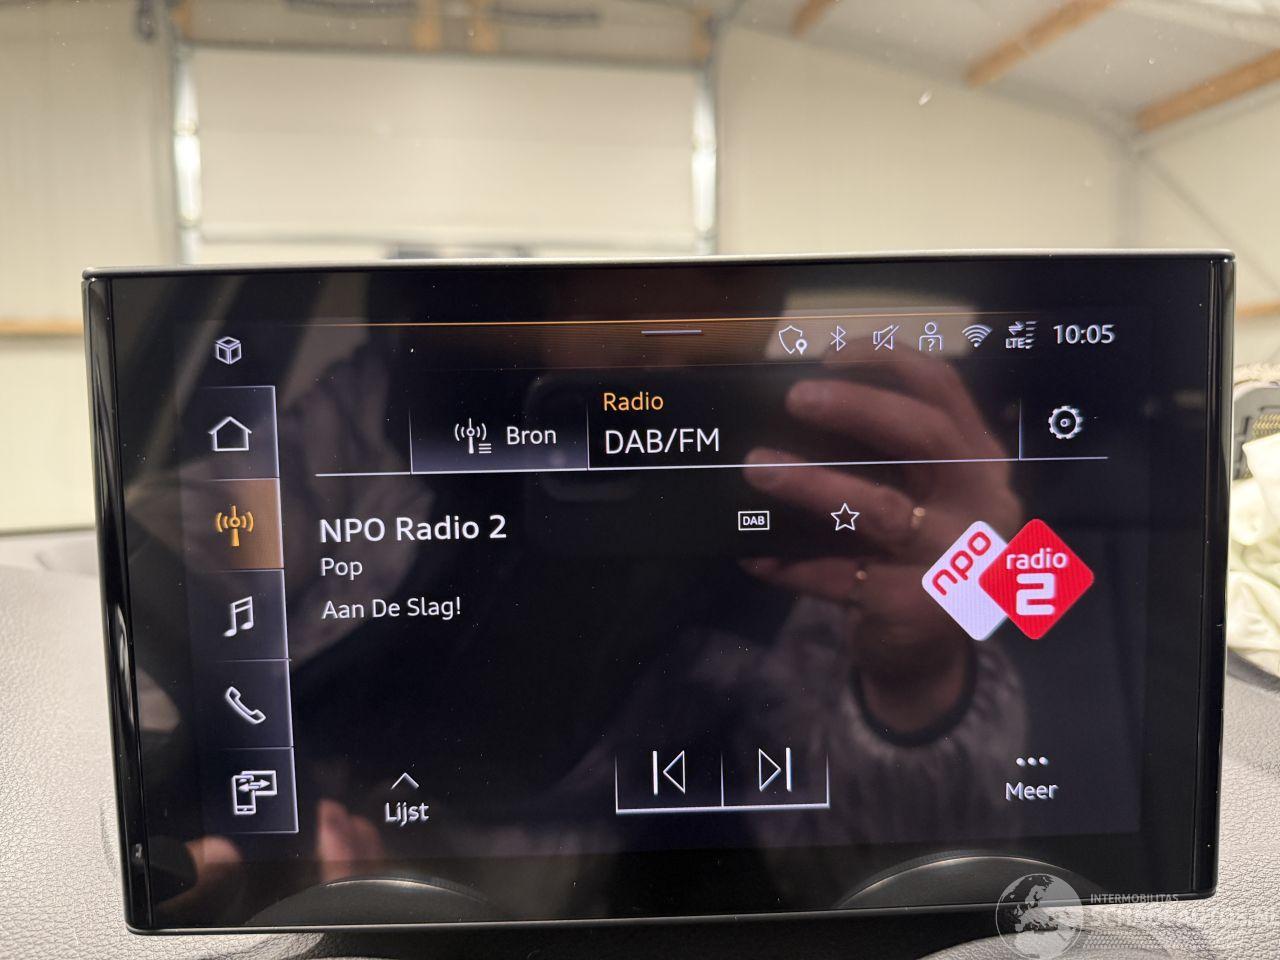 LTE
10:05
Radio
Bron
DAB/FM
NPO Radio 2
DAB
Pop
Aan De Slag!
npo
radio
2
?
Lijst
Meer
INTERMOBILITAS